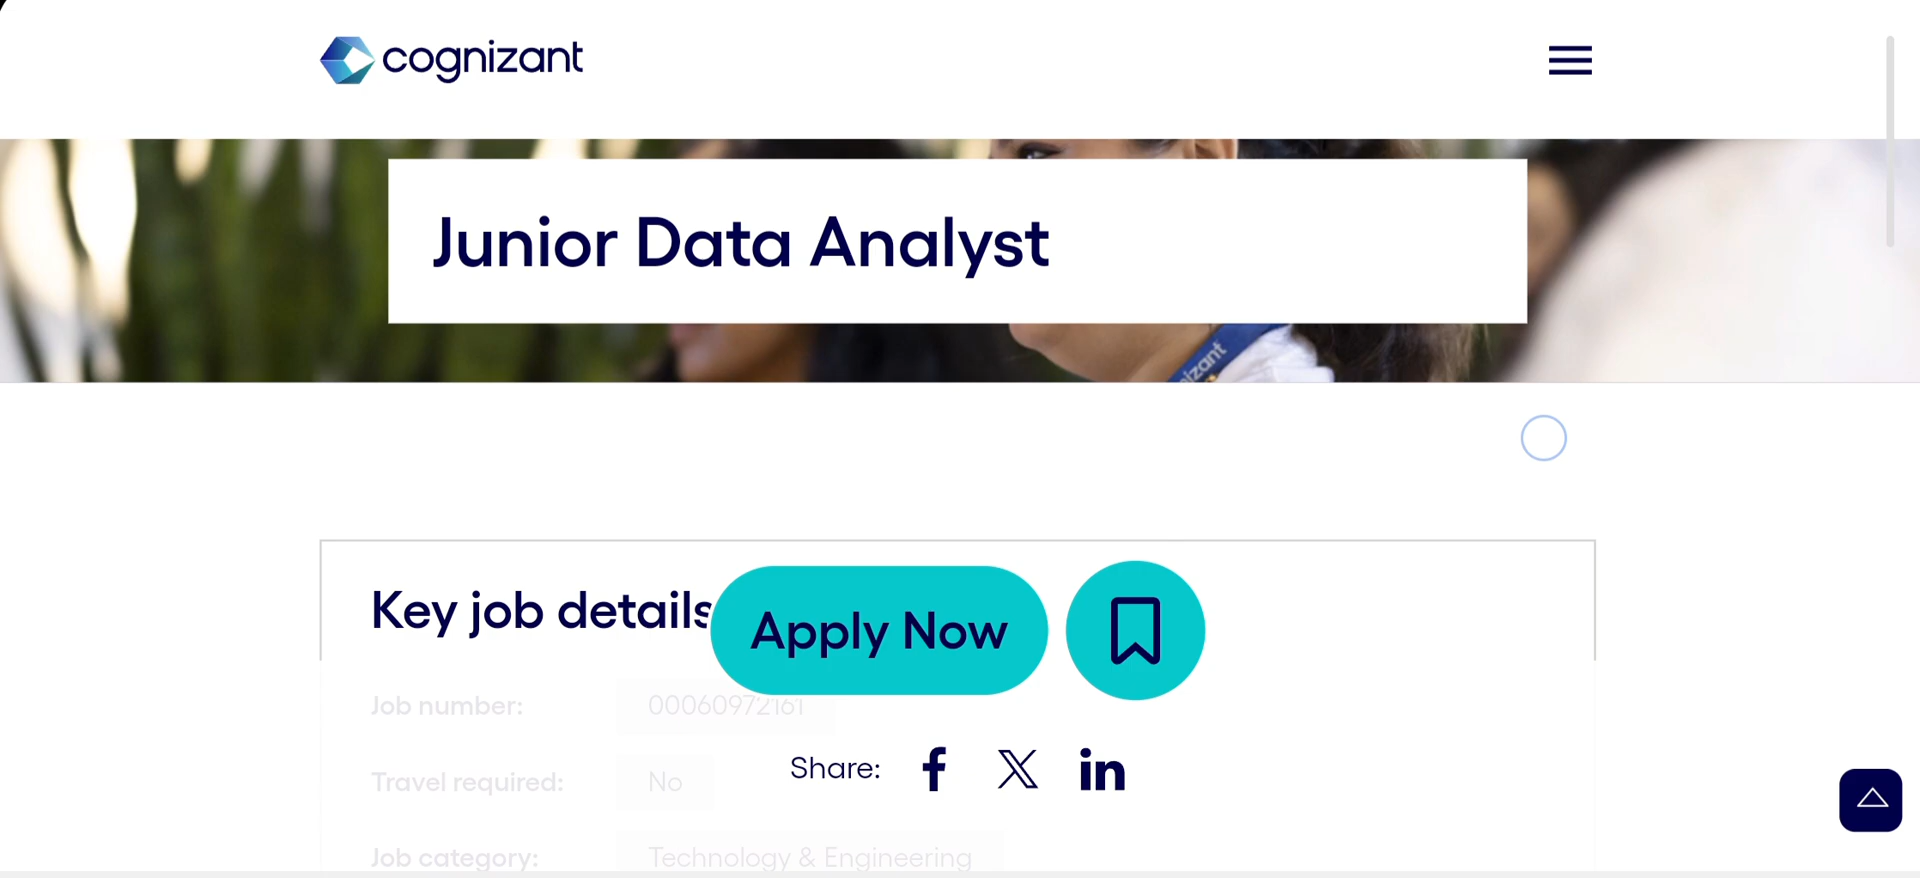 cognizant
Junior Data Analyst
nizant
Key job details
Apply Now
Job number: 00060972161
Share:
Travel required: No
Job category: Technology & Engineering